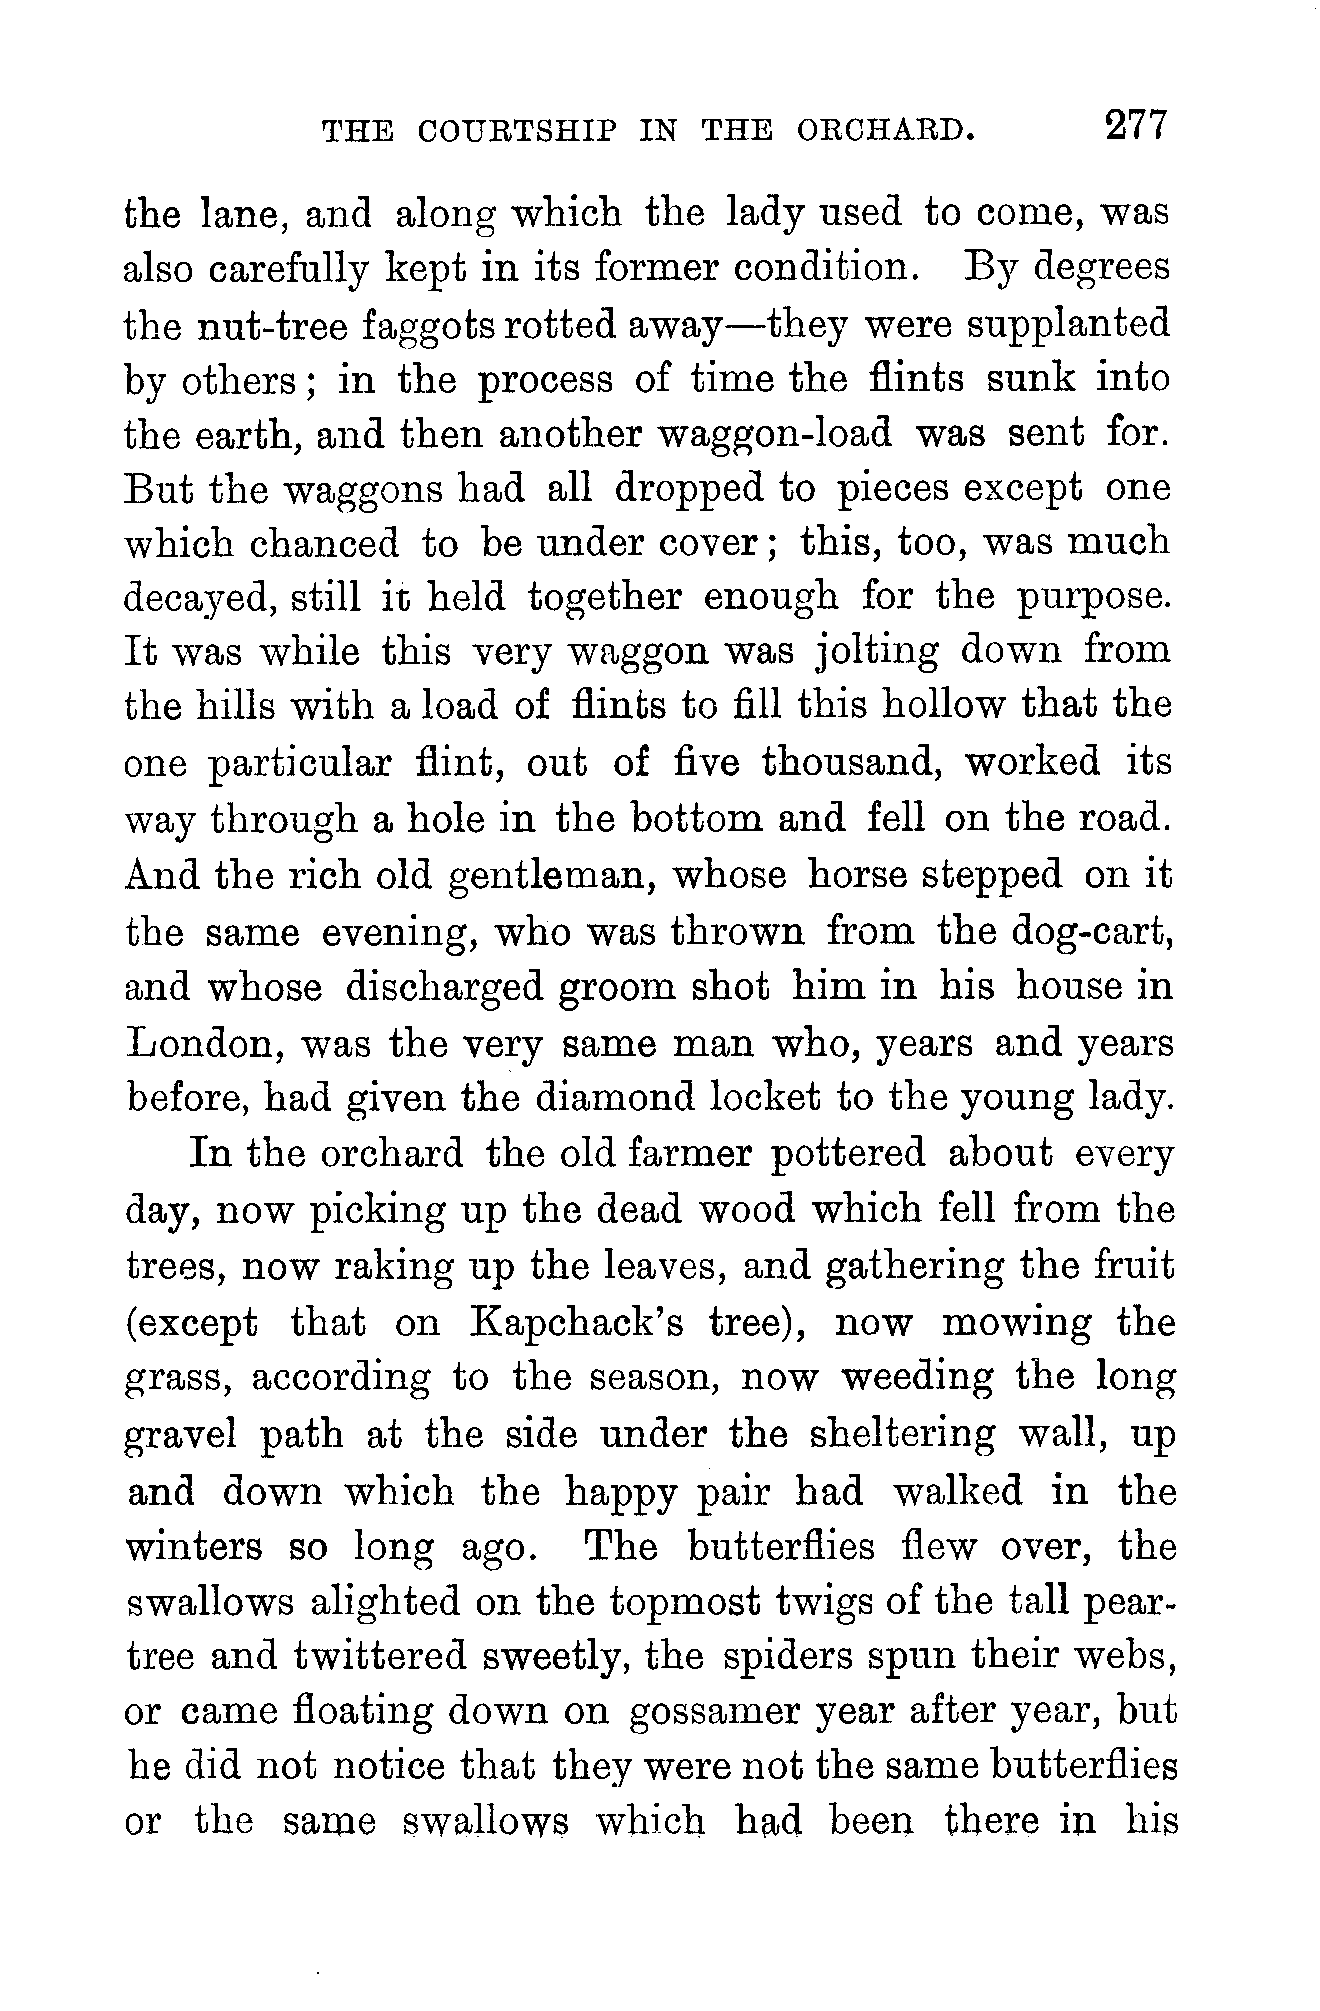 THE COURTSHIP IN THE ORCHARD. 277
the lane, and along which the lady used to come, was
also carefully kept in its former condition. By degrees
the nut-tree faggots rotted away—they were supplanted
by others; in the process of time the flints sunk into
the earth, and then another waggon-load was sent for.
But the waggons had all dropped to pieces except one
which chanced to be under cover; this, too, was much
decayed, still it held together enough for the purpose.
It was while this very waggon was jolting down from
the hills with a load of flints to fill this hollow that the
one particular flint, out of five thousand, worked its
way through a hole in the bottom and fell on the road.
And the rich old gentleman, whose horse stepped on it
the same evening, who was thrown from the dog-cart,
and whose discharged groom shot him in his house in
London, was the very same man who, years and years
before, had given the diamond locket to the young lady.
In the orchard the old farmer pottered about every
day, now picking up the dead wood which fell from the
trees, now raking up the leaves, and gathering the fruit
(except that on Kapchack's tree), now mowing the
grass, according to the season, now weeding the long
gravel path at the side under the sheltering wall, up
and down which the happy pair had walked in the
winters so long ago. The butterflies flew over, the
swallows alighted on the topmost twigs of the tall pear-
tree and twittered sweetly, the spiders spun their webs,
or came floating down on gossamer year after year, but
he did not notice that they were not the same butterflies
or the same swallows which had been there in his